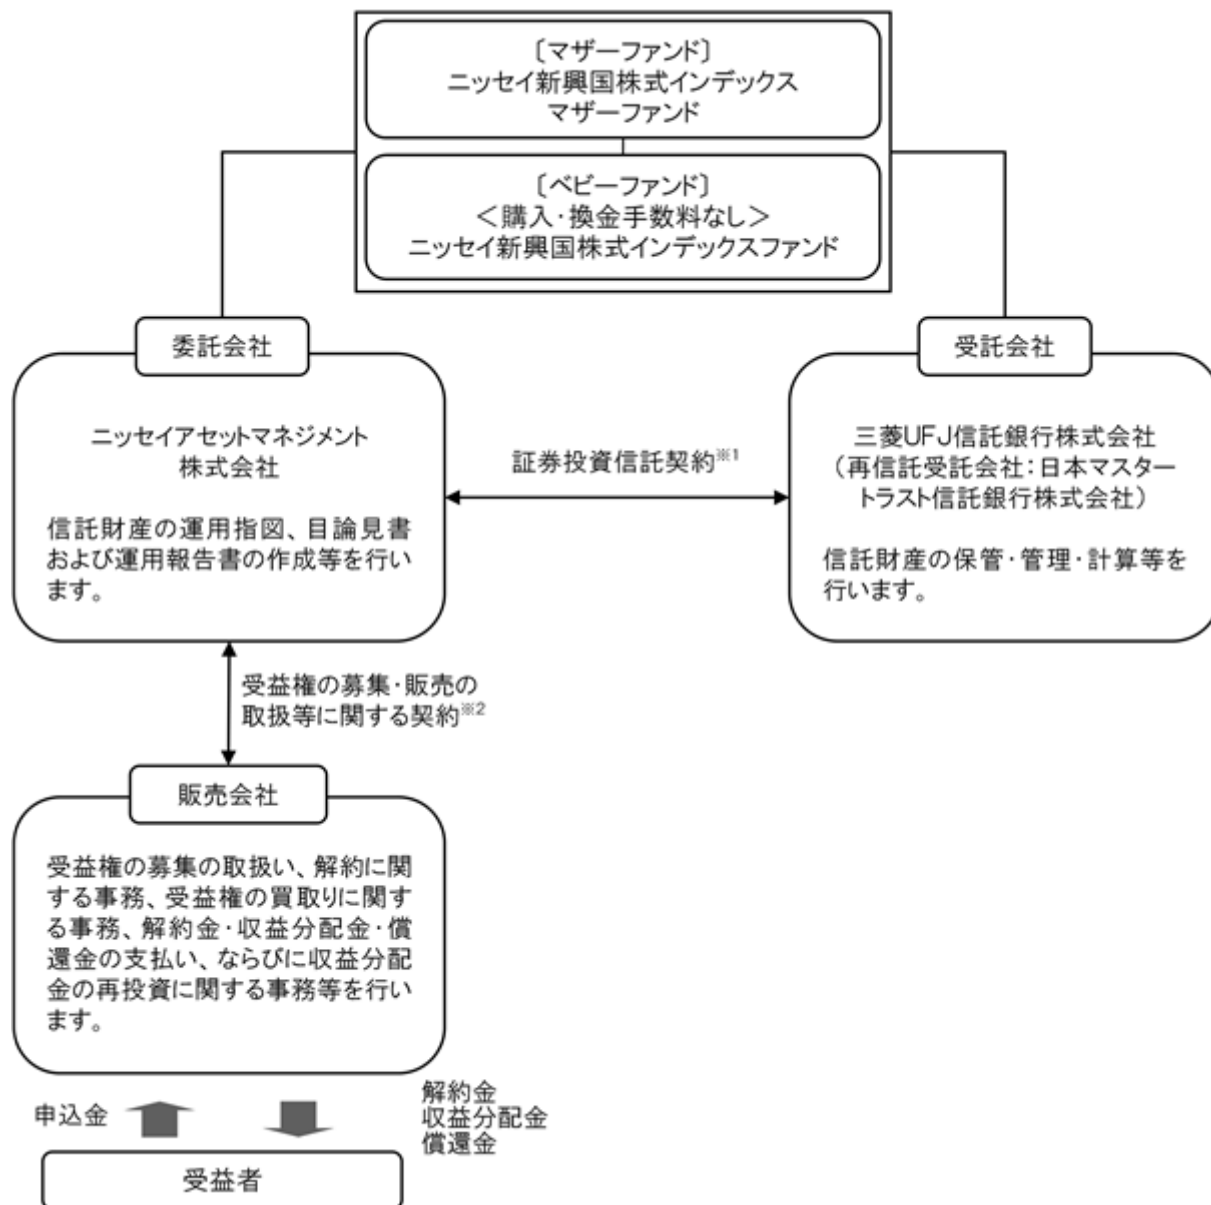 〔マザーファンド〕
ニッセイ新興国株式インデックス
マザーファンド
〔ベビーファンド〕
＜購入・換金手数料なし＞
ニッセイ新興国株式インデックスファンド
委託会社
ニッセイアセットマネジメント
株式会社
信託財産の運用指図、目論見書
および運用報告書の作成等を行い
ます。
証券投資信託契約※1
受託会社
三菱UFJ信託銀行株式会社
（再信託受託会社：日本マスター
トラスト信託銀行株式会社）
信託財産の保管・管理・計算等を
行います。
受益権の募集・販売の
取扱等に関する契約※2
販売会社
受益権の募集の取扱い、解約に関
する事務、受益権の買取りに関す
る事務、解約金・収益分配金・償
還金の支払い、ならびに収益分配
金の再投資に関する事務等を行い
ます。
申込金
解約金
収益分配金
償還金
受益者